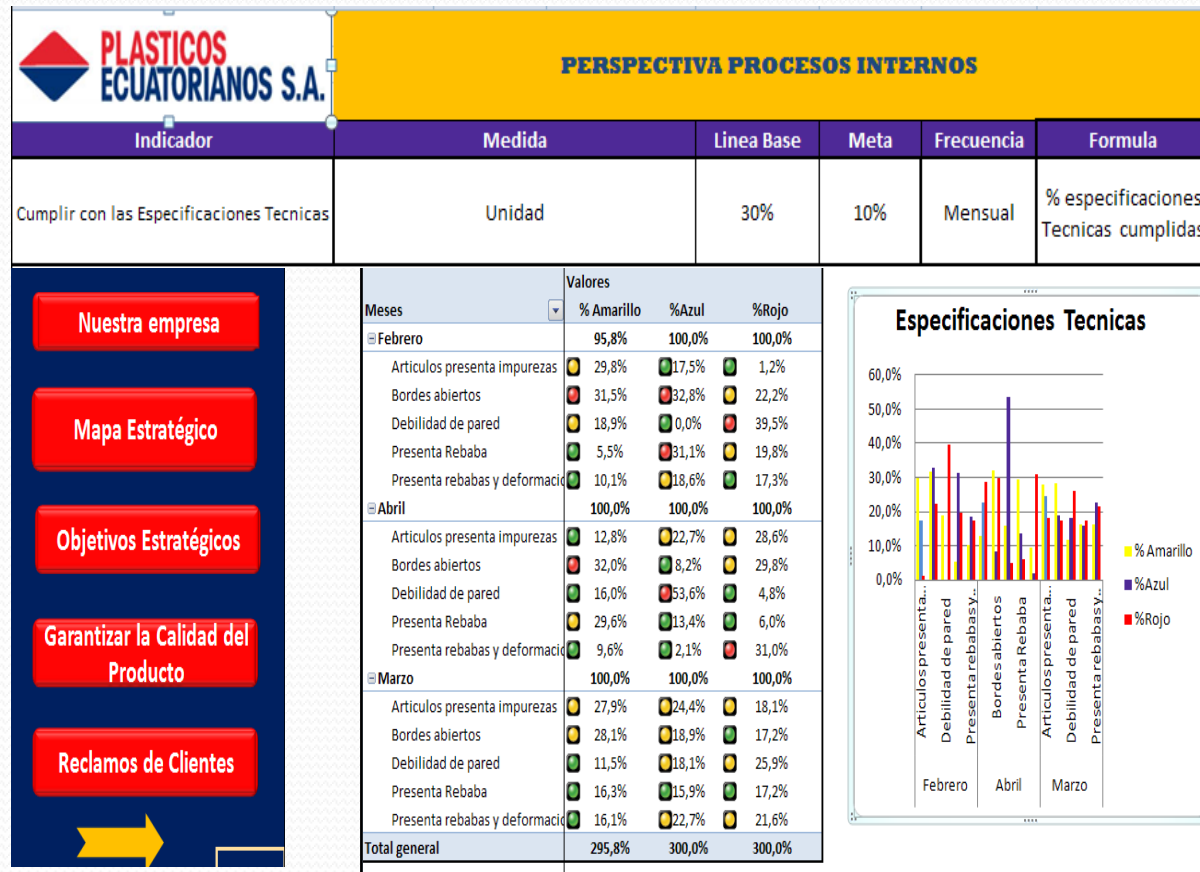 PLASTICOS
ECUATORIANOS S.A.
PERSPECTIVA PROCESOS INTERNOS
Indicador Medida Linea Base Meta Frecuencia Formula
Cumplir con las Especificaciones Tecnicas Unidad 30% 10% Mensual % especificaciones
Tecnicas cumplidas
Nuestra empresa
Mapa Estratégico
Objetivos Estratégicos
Garantizar la Calidad del
Producto
Reclamos de Clientes
Valores
Meses % Amarillo %Azul %Rojo
Febrero 95,8% 100,0% 100,0%
Articulos presenta impurezas 29,8% 17,5% 1,2%
Bordes abiertos 31,5% 32,8% 22,2%
Debilidad de pared 18,9% 0,0% 39,5%
Presenta Rebaba 5,5% 31,1% 19,8%
Presenta rebabas y deformacio 10,1% 18,6% 17,3%
Abril 100,0% 100,0% 100,0%
Articulos presenta impurezas 12,8% 22,7% 28,6%
Bordes abiertos 32,0% 8,2% 29,8%
Debilidad de pared 16,0% 53,6% 4,8%
Presenta Rebaba 29,6% 13,4% 6,0%
Presenta rebabas y deformacio 9,6% 2,1% 31,0%
Marzo 100,0% 100,0% 100,0%
Articulos presenta impurezas 27,9% 24,4% 18,1%
Bordes abiertos 28,1% 18,9% 17,2%
Debilidad de pared 11,5% 18,1% 25,9%
Presenta Rebaba 16,3% 15,9% 17,2%
Presenta rebabas y deformacio 16,1% 22,7% 21,6%
Total general 295,8% 300,0% 300,0%
Especificaciones Tecnicas
60,0%
50,0%
40,0%
30,0%
20,0%
10,0%
0,0%
Articulos presenta...
Debilidad de pared
Presenta rebabas y..
Bordes abiertos
Presenta Rebaba
Articulos presenta...
Debilidad de pared
Presenta rebabas y..
Febrero Abril Marzo
% Amarillo
%Azul
%Rojo